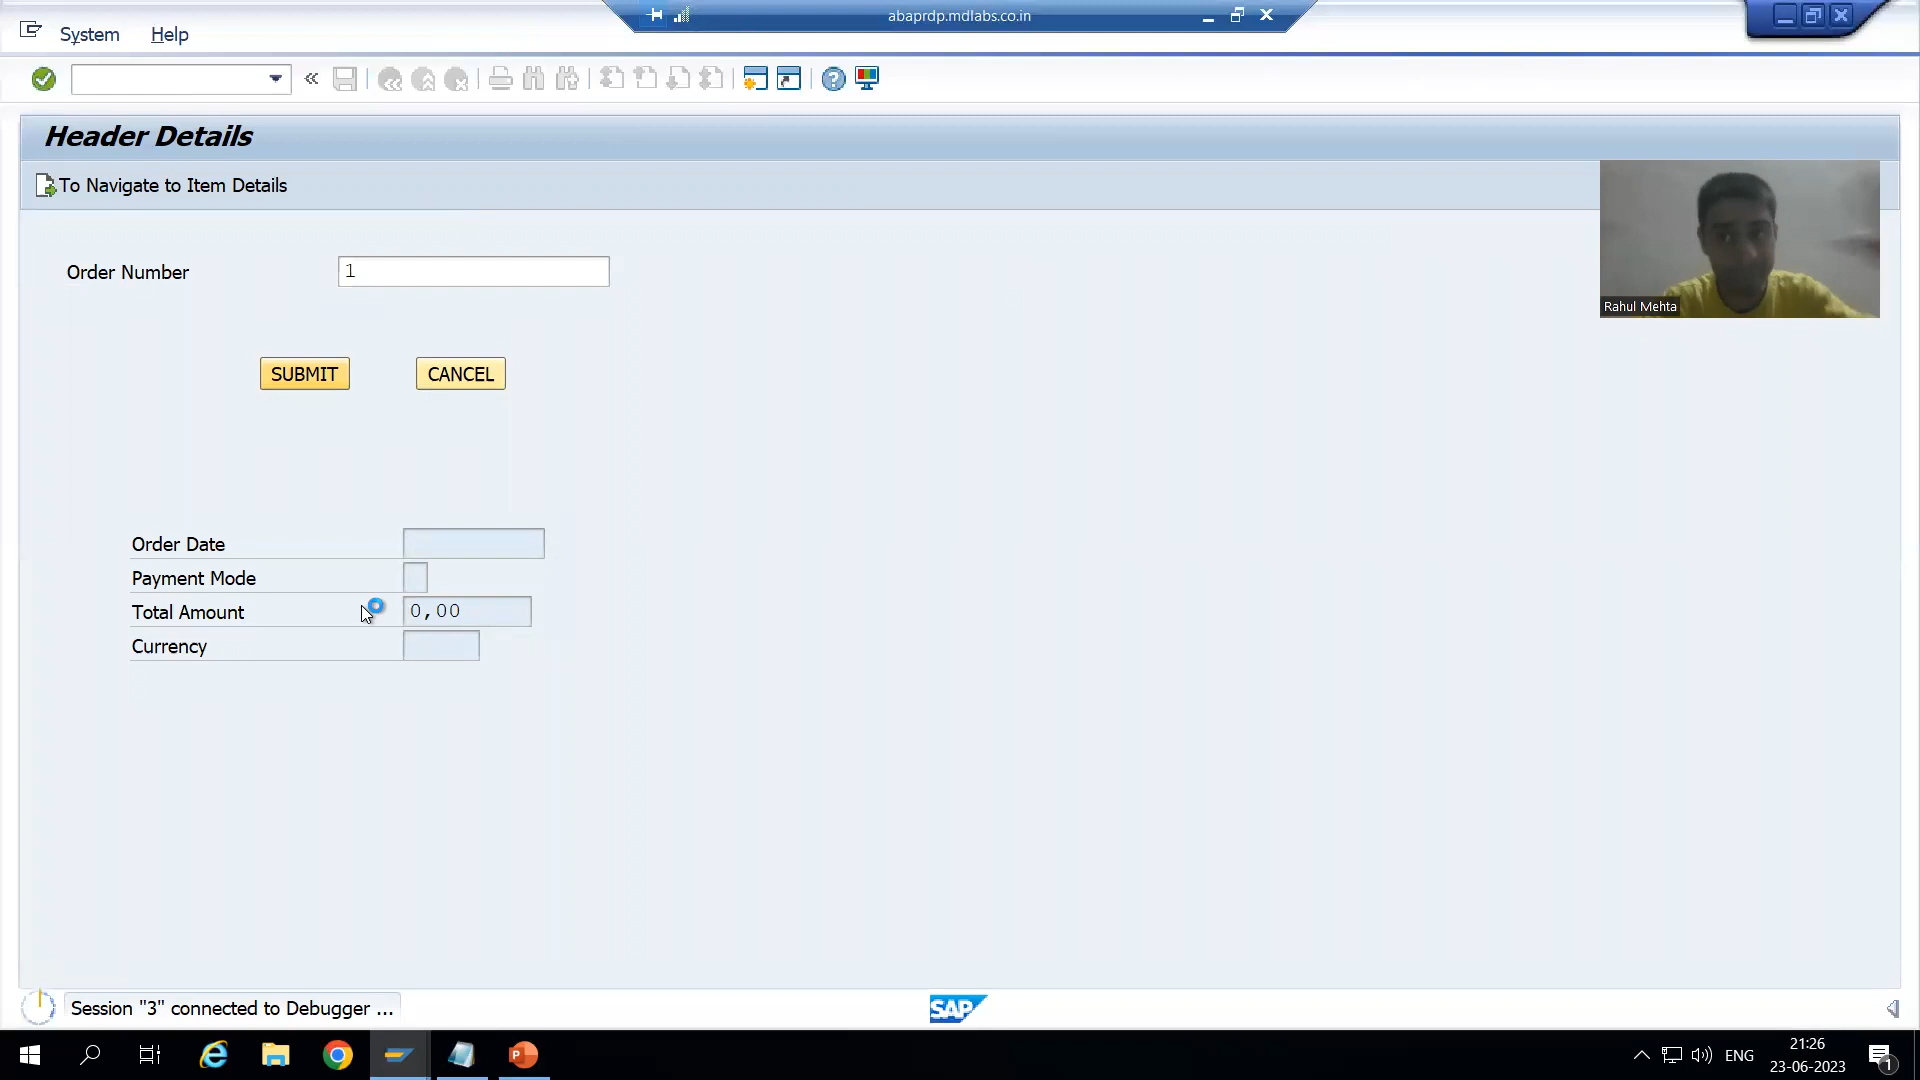 abaprdp.mdlabs.co.in
System Help
Header Details
To Navigate to Item Details
Order Number 1
Rahul Mehta
SUBMIT CANCEL
Order Date
Payment Mode
Total Amount 0,00
Currency
Session "3" connected to Debugger ...
SAP
21:26
ENG
23-06-2023
1